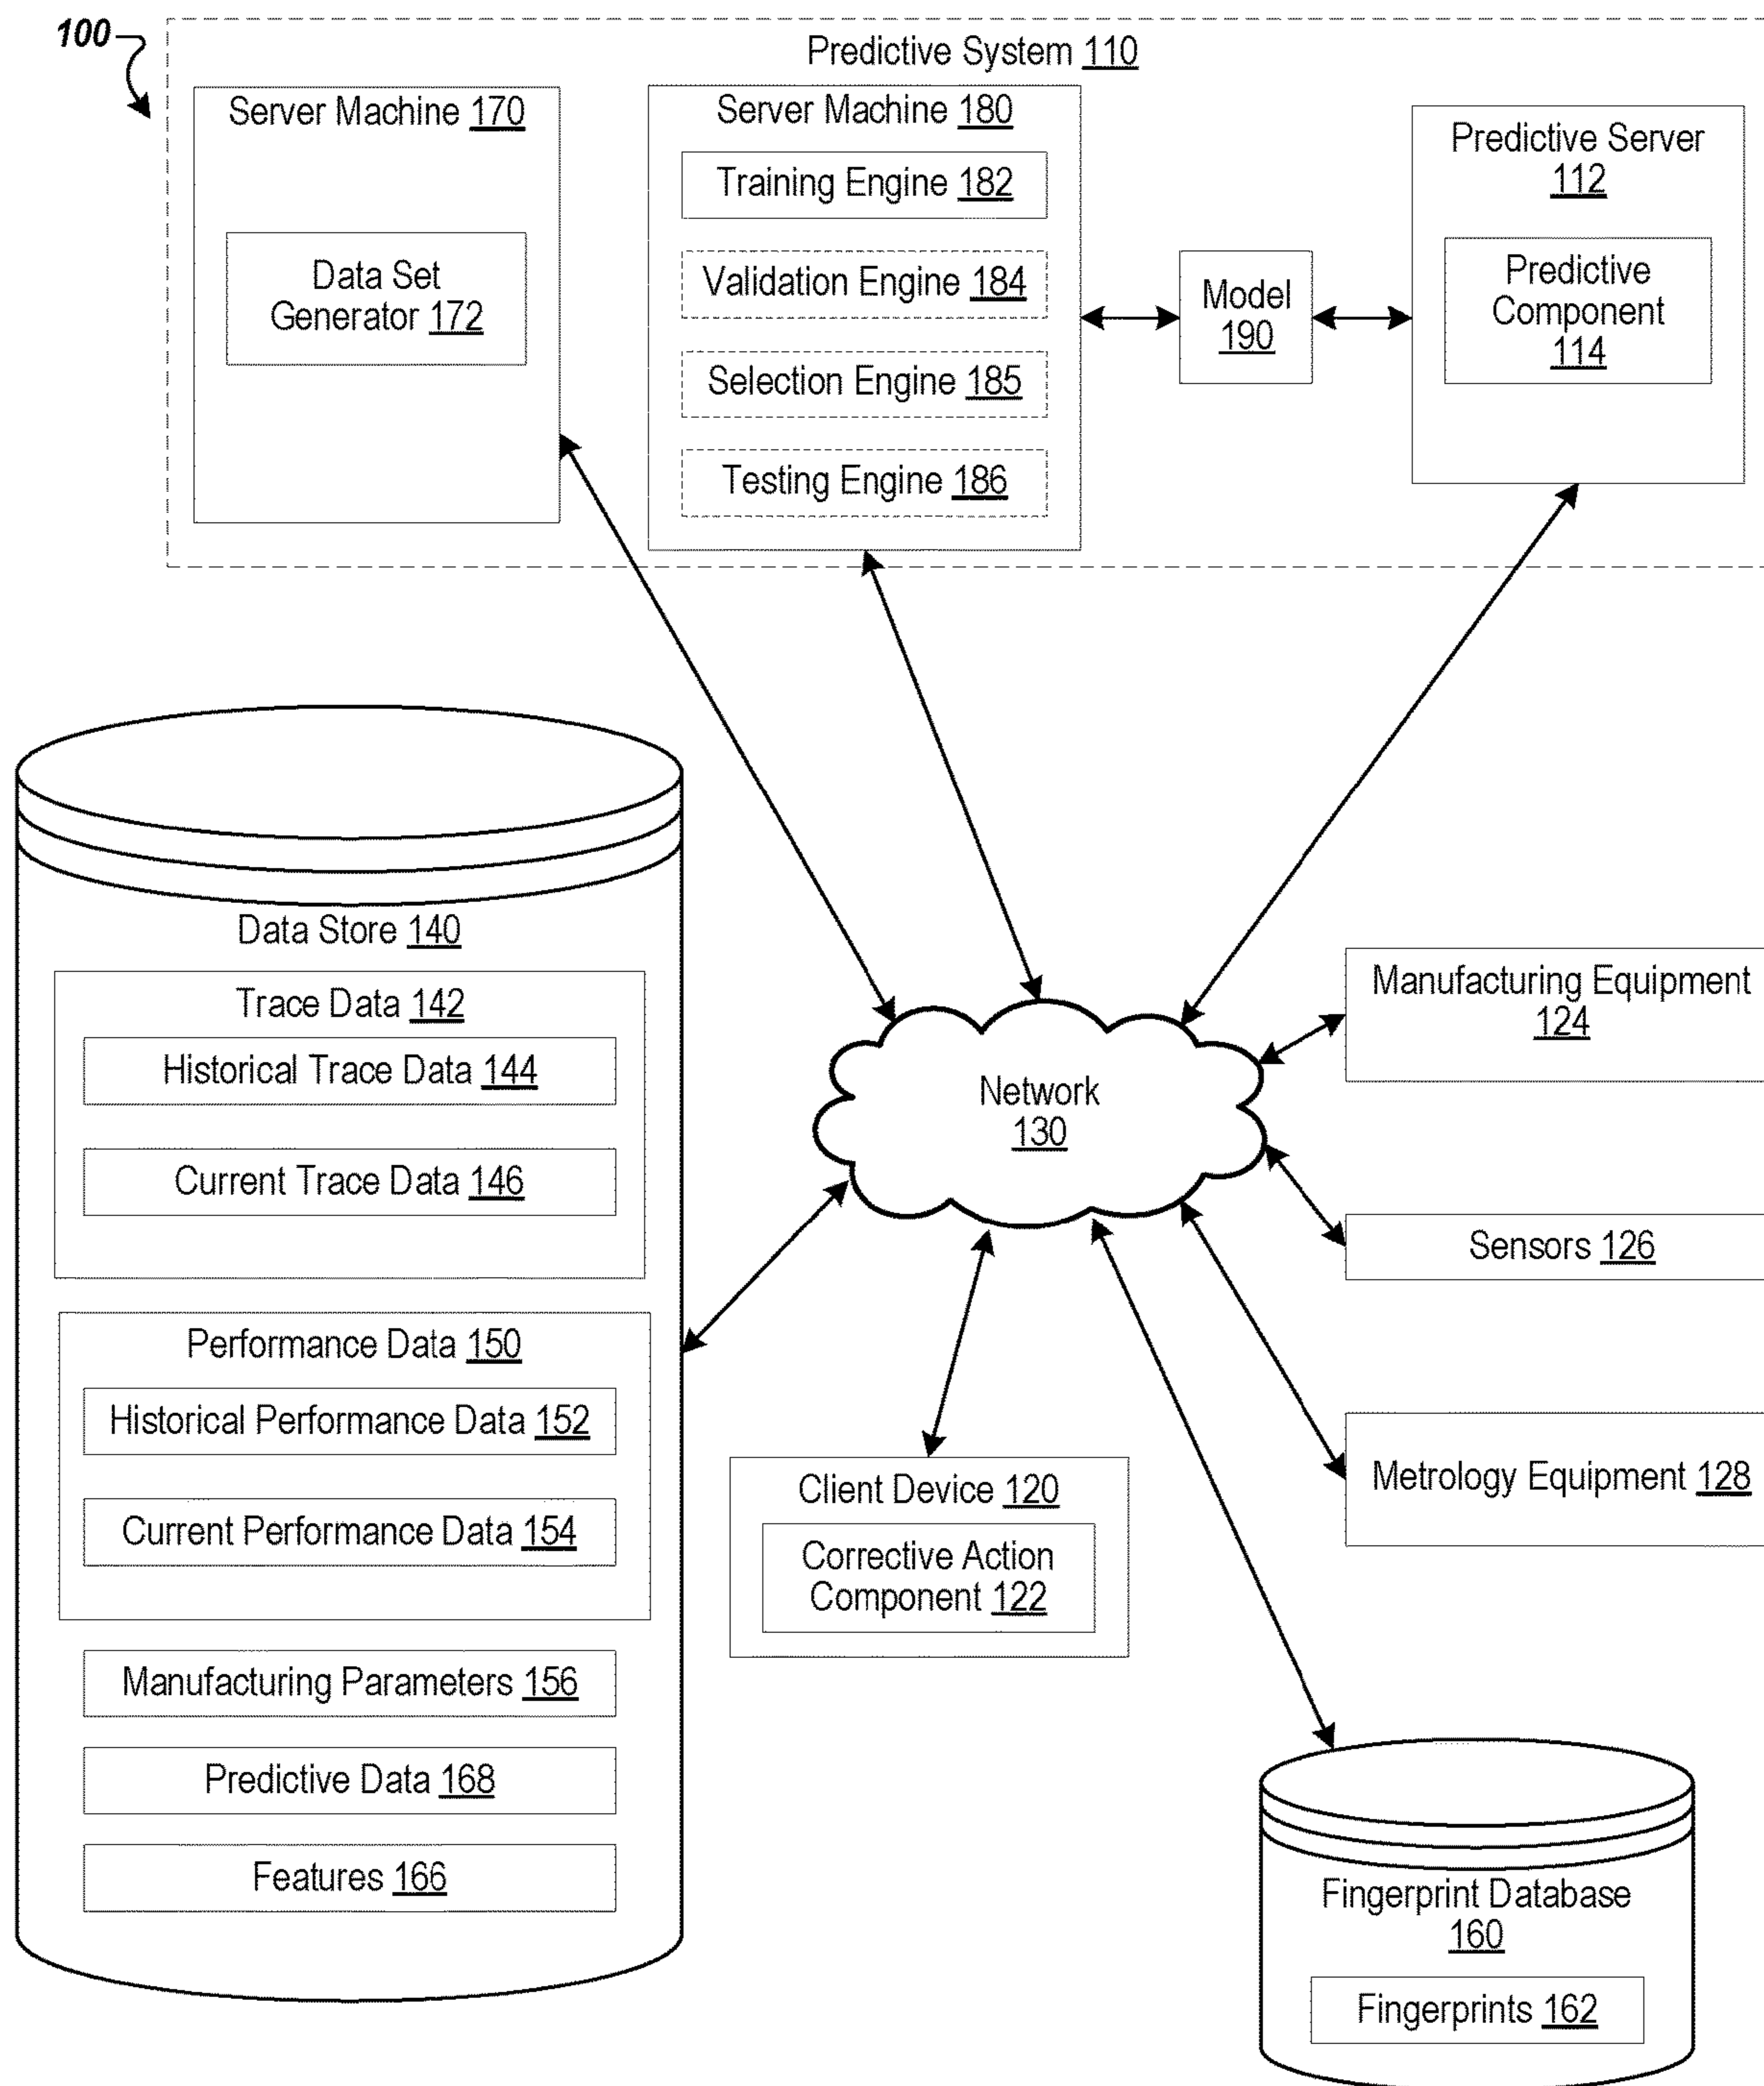 100
Predictive System 110
Server Machine 170
Data Set
Generator 172
Server Machine 180
Training Engine 182
Validation Engine 184
Selection Engine 185
Testing Engine 186
Model
190
Predictive Server
112
Predictive
Component
114
Data Store 140
Trace Data 142
Historical Trace Data 144
Current Trace Data 146
Performance Data 150
Historical Performance Data 152
Current Performance Data 154
Manufacturing Parameters 156
Predictive Data 168
Features 166
Network
130
Manufacturing Equipment
124
Sensors 126
Metrology Equipment 128
Client Device 120
Corrective Action
Component 122
Fingerprint Database
160
Fingerprints 162